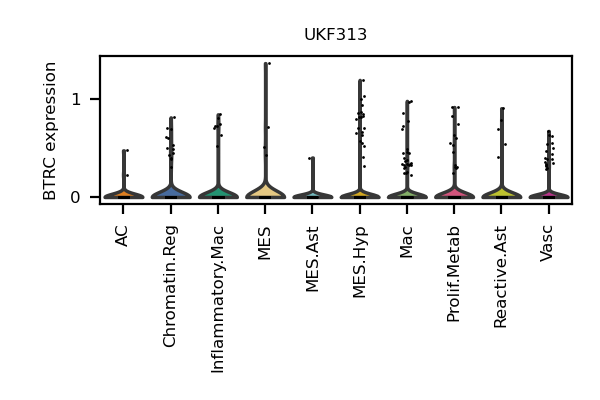 UKF313
BTRC expression
1
0
AC
Chromatin.Reg
Inflammatory.Mac
MES
MES.Ast
MES.Hyp
Mac
Prolif.Metab
Reactive.Ast
Vasc